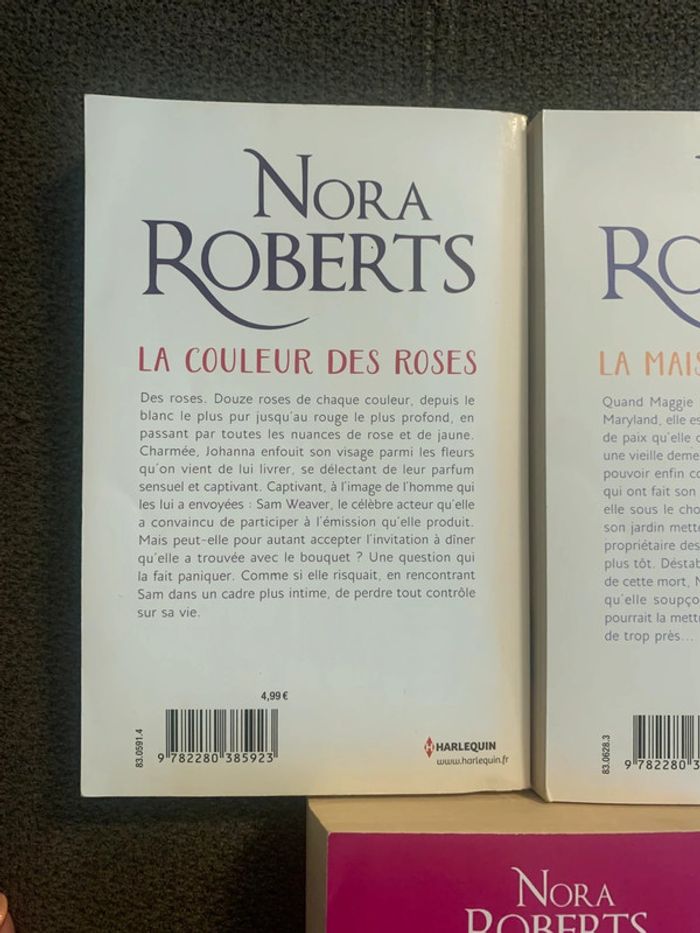 NORA
ROBERTS
LA COULEUR DES ROSES
Des roses. Douze roses de chaque couleur, depuis le
blanc le plus pur jusqu'au rouge le plus profond, en
passant par toutes les nuances de rose et de jaune.
Charmée, Johanna enfouit son visage parmi les fleurs
qu'on vient de lui livrer, se délectant de leur parfum
sensuel et captivant. Captivant, à l'image de l'homme qui
les lui a envoyées : Sam Weaver, le célèbre acteur qu'elle
a convaincu de participer à l'émission qu'elle produit.
Mais peut-elle pour autant accepter l'invitation à dîner
qu'elle a trouvée avec le bouquet ? Une question qui
la fait paniquer. Comme si elle risquait, en rencontrant
Sam dans un cadre plus intime, de perdre tout contrôle
sur sa vie.
4,99 €
83.0591.4
9 782280 385923
HARLEQUIN
www.harlequin.fr
RO
LA MAIS
Quand Maggie
Maryland, elle es
de paix qu'elle
une vieille deme
pouvoir enfin co
qui ont fait son
elle sous le cho
son jardin mett
propriétaire des
plus tôt. Déstab
de cette mort,
qu'elle soupço
pourrait la mett
de trop près...
83.0628.3
9 782280 3
NORA
ROBERTS